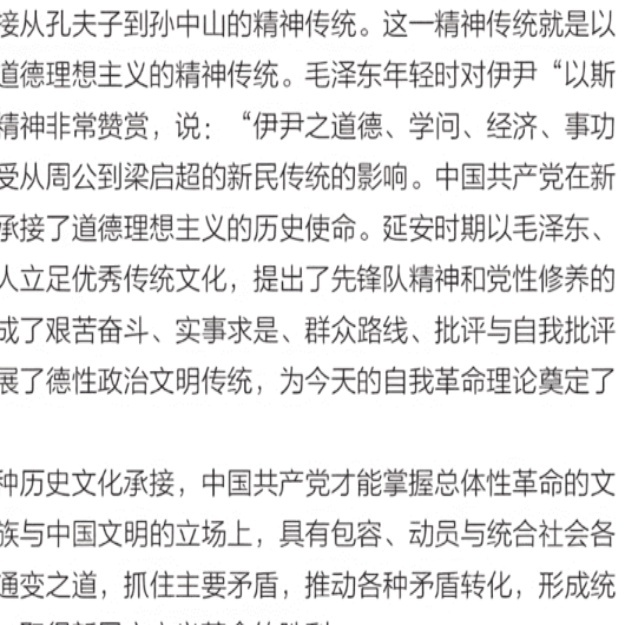 接从孔夫子到孙中山的精神传统。这一精神传统就是以
道德理想主义的精神传统。毛泽东年轻时对伊尹“以斯
精神非常赞赏，说：“伊尹之道德、学问、经济、事功
受从周公到梁启超的新民传统的影响。中国共产党在新
承接了道德理想主义的历史使命。延安时期以毛泽东、
人立足优秀传统文化，提出了先锋队精神和党性修养的
成了艰苦奋斗、实事求是、群众路线、批评与自我批评
展了德性政治文明传统，为今天的自我革命理论奠定了
种历史文化承接，中国共产党才能掌握总体性革命的文
族与中国文明的立场上，具有包容、动员与统合社会各
通变之道，抓住主要矛盾，推动各种矛盾转化，形成统